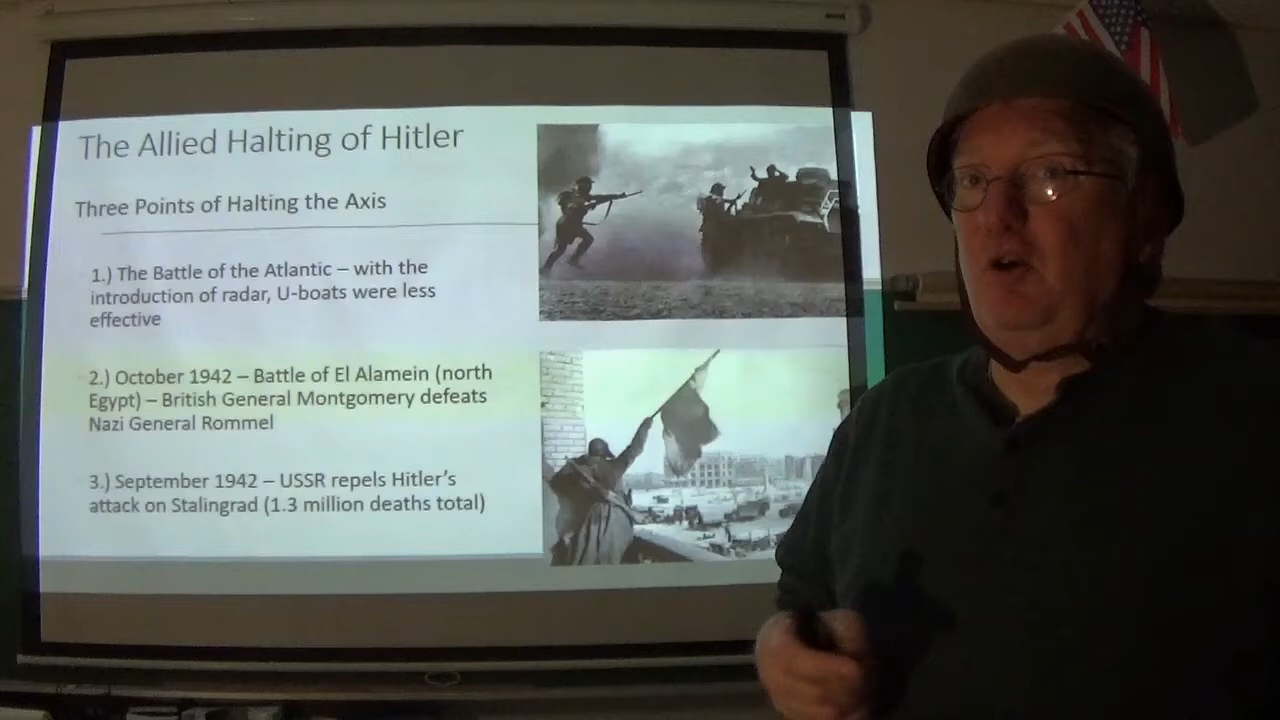 The Allied Halting of Hitler
Three Points of Halting the Axis
1.) The Battle of the Atlantic – with the
introduction of radar, U-boats were less
effective
2.) October 1942 – Battle of El Alamein (north
Egypt) – British General Montgomery defeats
Nazi General Rommel
3.) September 1942 – USSR repels Hitler's
attack on Stalingrad (1.3 million deaths total)